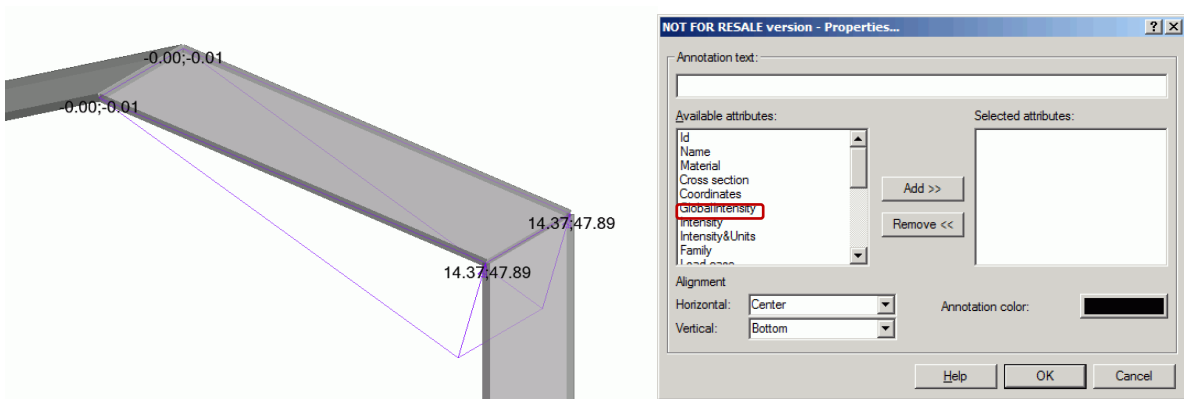 -0.00;-0.01
-0.00;-0.01
14.37;47.89
14.37;47.89
NOT FOR RESALE version - Properties...
Annotation text:
Available attributes:
Selected attributes:
Id
Name
Material
Cross section
Coordinates
GlobalIntensity
Intensity
Intensity&Units
Family
Load case
Add >>
Remove <<
Alignment
Horizontal:
Center
Annotation color:
Vertical:
Bottom
Help
OK
Cancel